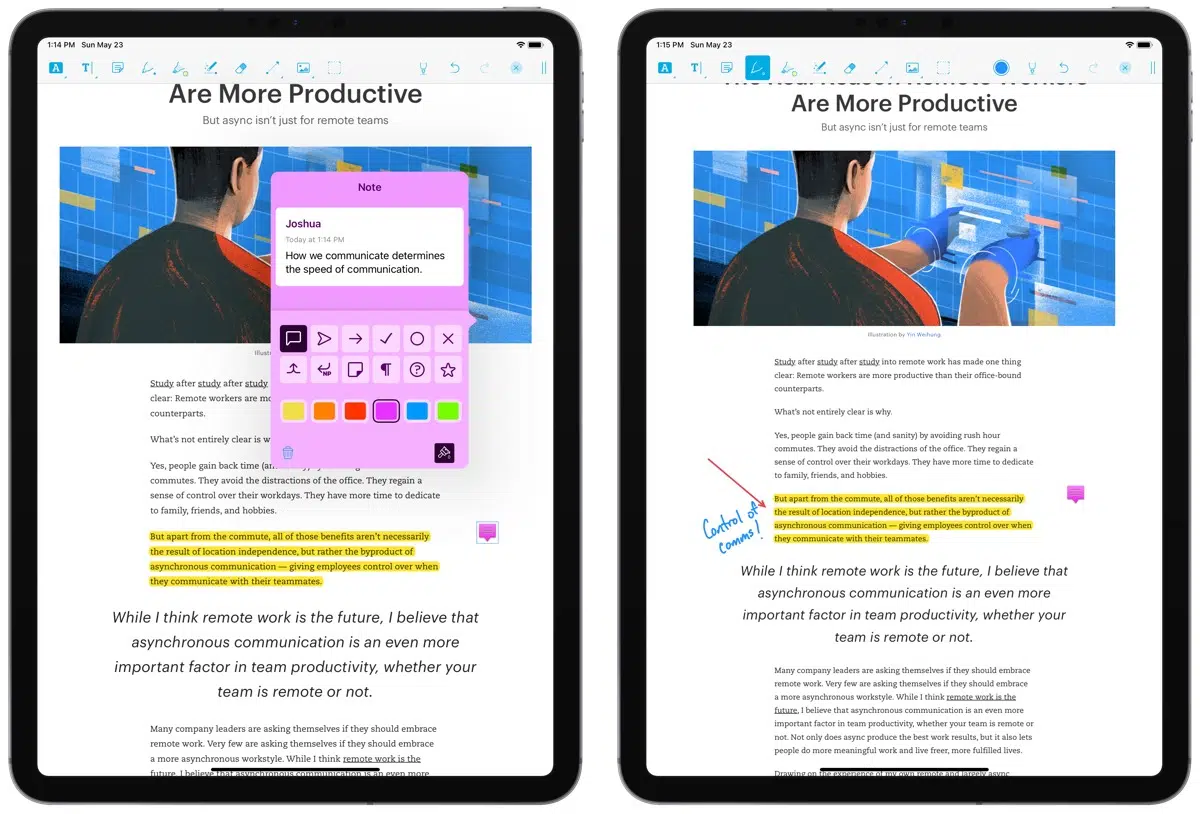 1:14 PM Sun May 23
A
T
Are More Productive
But async isn't just for remote teams
Note
Joshua
Today at 1:14 PM
How we communicate determines
the speed of communication.
NP
Illustr
Study after study after study
clear: Remote workers are mo
counterparts.
What's not entirely clear is w
Yes, people gain back time (an
commutes. They avoid the distractions of the office. They regain a
sense of control over their workdays. They have more time to dedicate
to family, friends, and hobbies.
But apart from the commute, all of those benefits aren't necessarily
the result of location independence, but rather the byproduct of
asynchronous communication — giving employees control over when
they communicate with their teammates.
While I think remote work is the future, I believe that
asynchronous communication is an even more
important factor in team productivity, whether your
team is remote or not.
Many company leaders are asking themselves if they should embrace
remote work. Very few are asking themselves if they should embrace
a more asynchronous workstyle. While I think remote work is the
future, I believe that asynchronous communication is an even more
1:15 PM Sun May 23
A
T
The Real Reason Remote Workers
Are More Productive
But async isn't just for remote teams
Illustration by Yin Weihung
Study after study after study into remote work has made one thing
clear: Remote workers are more productive than their office-bound
counterparts.
What's not entirely clear is why.
Yes, people gain back time (and sanity) by avoiding rush hour
commutes. They avoid the distractions of the office. They regain a
sense of control over their workdays. They have more time to dedicate
to family, friends, and hobbies.
But apart from the commute, all of those benefits aren't necessarily
the result of location independence, but rather the byproduct of
asynchronous communication — giving employees control over when
they communicate with their teammates.
Control of
comms!
While I think remote work is the future, I believe that
asynchronous communication is an even more
important factor in team productivity, whether your
team is remote or not.
Many company leaders are asking themselves if they should embrace
remote work. Very few are asking themselves if they should embrace
a more asynchronous workstyle. While I think remote work is the
future, I believe that asynchronous communication is an even more
important factor in team productivity, whether your team is remote or
not. Not only does async produce the best work results, but it also lets
people do more meaningful work and live freer, more fulfilled lives.
Drawing on the experience of my own remote and largely async